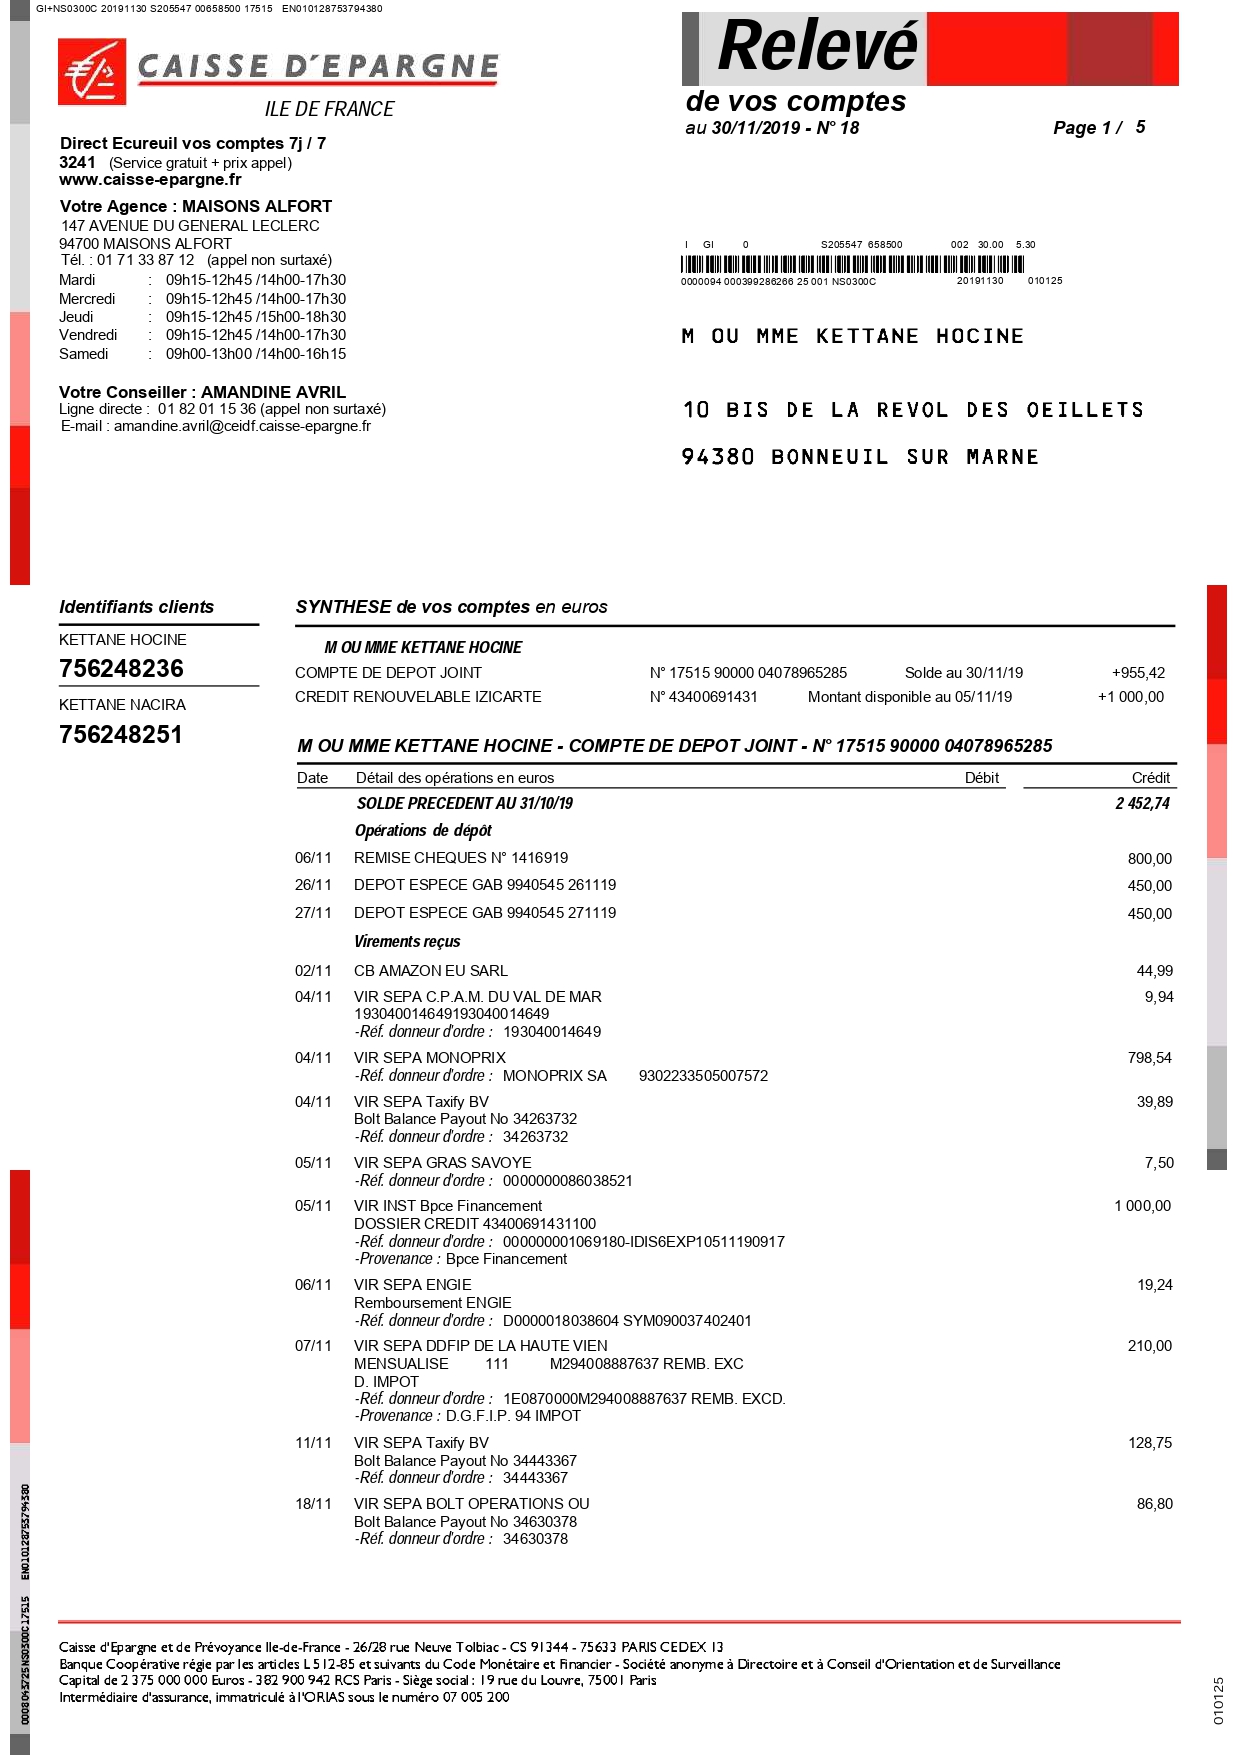 GI+NS0300C 20191130 S205547 00658500 17515 EN010128753794380
CAISSE D'EPARGNE
ILE DE FRANCE
Relevé
de vos comptes
au 30/11/2019 - N° 18
Page 1 / 5
Direct Ecureuil vos comptes 7j / 7
3241 (Service gratuit + prix appel)
www.caisse-epargne.fr
Votre Agence : MAISONS ALFORT
147 AVENUE DU GENERAL LECLERC
94700 MAISONS ALFORT
Tél. : 01 71 33 87 12 (appel non surtaxé)
Mardi : 09h15-12h45 /14h00-17h30
Mercredi : 09h15-12h45 /14h00-17h30
Jeudi : 09h15-12h45 /15h00-18h30
Vendredi : 09h15-12h45 /14h00-17h30
Samedi : 09h00-13h00 /14h00-16h15
Votre Conseiller : AMANDINE AVRIL
Ligne directe : 01 82 01 15 36 (appel non surtaxé)
E-mail : amandine.avril@ceidf.caisse-epargne.fr
I GI 0 S205547 658500 002 30.00 5.30
0000094 000399286266 25 001 NS0300C 20191130 010125
M OU MME KETTANE HOCINE
10 BIS DE LA REVOL DES OEILLETS
94380 BONNEUIL SUR MARNE
Identifiants clients
KETTANE HOCINE
756248236
KETTANE NACIRA
756248251
SYNTHESE de vos comptes en euros
M OU MME KETTANE HOCINE
COMPTE DE DEPOT JOINT N° 17515 90000 04078965285 Solde au 30/11/19 +955,42
CREDIT RENOUVELABLE IZICARTE N° 43400691431 Montant disponible au 05/11/19 +1 000,00
M OU MME KETTANE HOCINE - COMPTE DE DEPOT JOINT - N° 17515 90000 04078965285
Date Détail des opérations en euros Débit Crédit
SOLDE PRECEDENT AU 31/10/19 2 452,74
Opérations de dépôt
06/11 REMISE CHEQUES N° 1416919 800,00
26/11 DEPOT ESPECE GAB 9940545 261119 450,00
27/11 DEPOT ESPECE GAB 9940545 271119 450,00
Virements reçus
02/11 CB AMAZON EU SARL 44,99
04/11 VIR SEPA C.P.A.M. DU VAL DE MAR 9,94
193040014649193040014649
-Réf. donneur d'ordre : 193040014649
04/11 VIR SEPA MONOPRIX 798,54
-Réf. donneur d'ordre : MONOPRIX SA 9302233505007572
04/11 VIR SEPA Taxify BV 39,89
Bolt Balance Payout No 34263732
-Réf. donneur d'ordre : 34263732
05/11 VIR SEPA GRAS SAVOYE 7,50
-Réf. donneur d'ordre : 0000000086038521
05/11 VIR INST Bpce Financement 1 000,00
DOSSIER CREDIT 43400691431100
-Réf. donneur d'ordre : 000000001069180-IDIS6EXP10511190917
-Provenance : Bpce Financement
06/11 VIR SEPA ENGIE 19,24
Remboursement ENGIE
-Réf. donneur d'ordre : D0000018038604 SYM090037402401
07/11 VIR SEPA DDFIP DE LA HAUTE VIEN 210,00
MENSUALISE 111 M294008887637 REMB. EXC
D. IMPOT
-Réf. donneur d'ordre : 1E0870000M294008887637 REMB. EXCD.
-Provenance : D.G.F.I.P. 94 IMPOT
11/11 VIR SEPA Taxify BV 128,75
Bolt Balance Payout No 34443367
-Réf. donneur d'ordre : 34443367
18/11 VIR SEPA BOLT OPERATIONS OU 86,80
Bolt Balance Payout No 34630378
-Réf. donneur d'ordre : 34630378
Caisse d'Epargne et de Prévoyance Ile-de-France - 26/28 rue Neuve Tolbiac - CS 91344 - 75633 PARIS CEDEX 13
Banque Coopérative régie par les articles L 512-85 et suivants du Code Monétaire et Financier - Société anonyme à Directoire et à Conseil d'Orientation et de Surveillance
Capital de 2 375 000 000 Euros - 382 900 942 RCS Paris - Siège social : 19 rue du Louvre, 75001 Paris
Intermédiaire d'assurance, immatriculé à l'ORIAS sous le numéro 07 005 200
010125